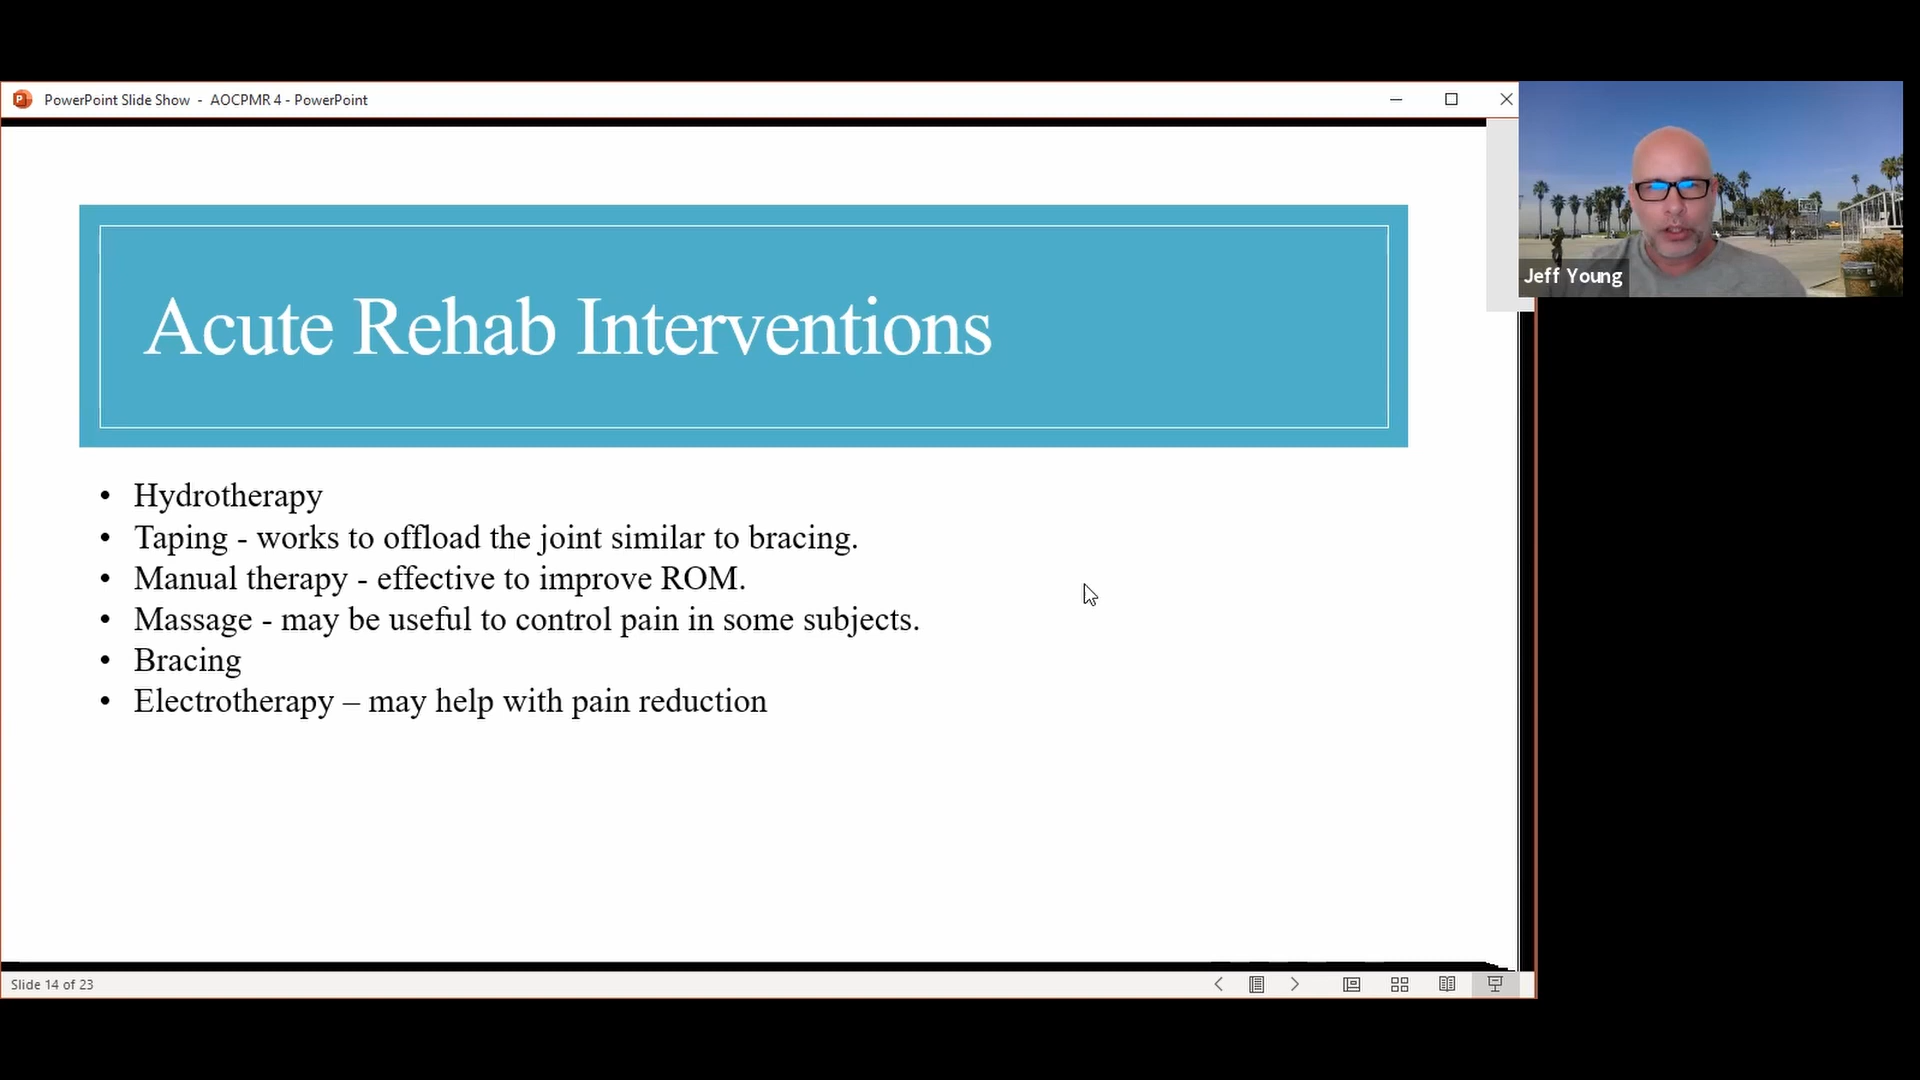 PowerPoint Slide Show - AOCPMR 4 - PowerPoint
Jeff Young
Acute Rehab Interventions
• Hydrotherapy
• Taping - works to offload the joint similar to bracing.
• Manual therapy - effective to improve ROM.
• Massage - may be useful to control pain in some subjects.
• Bracing
• Electrotherapy – may help with pain reduction
Slide 14 of 23